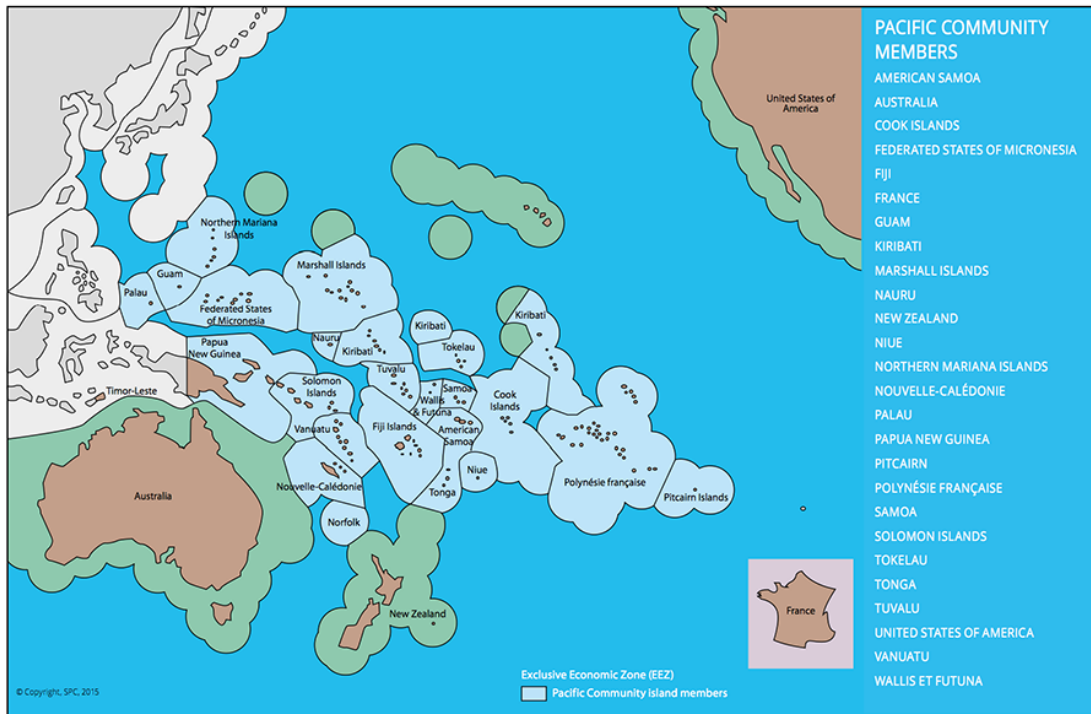 PACIFIC COMMUNITY
MEMBERS
AMERICAN SAMOA
AUSTRALIA
COOK ISLANDS
FEDERATED STATES OF MICRONESIA
FIJI
FRANCE
GUAM
KIRIBATI
MARSHALL ISLANDS
NAURU
NEW ZEALAND
NIUE
NORTHERN MARIANA ISLANDS
NOUVELLE-CALÉDONIE
PALAU
PAPUA NEW GUINEA
PITCAIRN
POLYNÉSIE FRANÇAISE
SAMOA
SOLOMON ISLANDS
TOKELAU
TONGA
TUVALU
UNITED STATES OF AMERICA
VANUATU
WALLIS ET FUTUNA
United States of
America
Northern Mariana
Islands
Guam
Marshall Islands
Palau
Federated States
of Micronesia
Kiribati
Kiribati
Nauru
Kiribati
Tokelau
Papua
New Guinea
Tuvalu
Solomon
Islands
Wallis
& Futuna
Samoa
Cook
Islands
Timor-Leste
Vanuatu
Fiji Islands
American
Samoa
Niue
Nouvelle-Calédonie
Tonga
Polynésie française
Pitcairn Islands
Australia
Norfolk
New Zealand
France
Exclusive Economic Zone (EEZ)
Pacific Community Island members
© Copyright, SPC, 2015